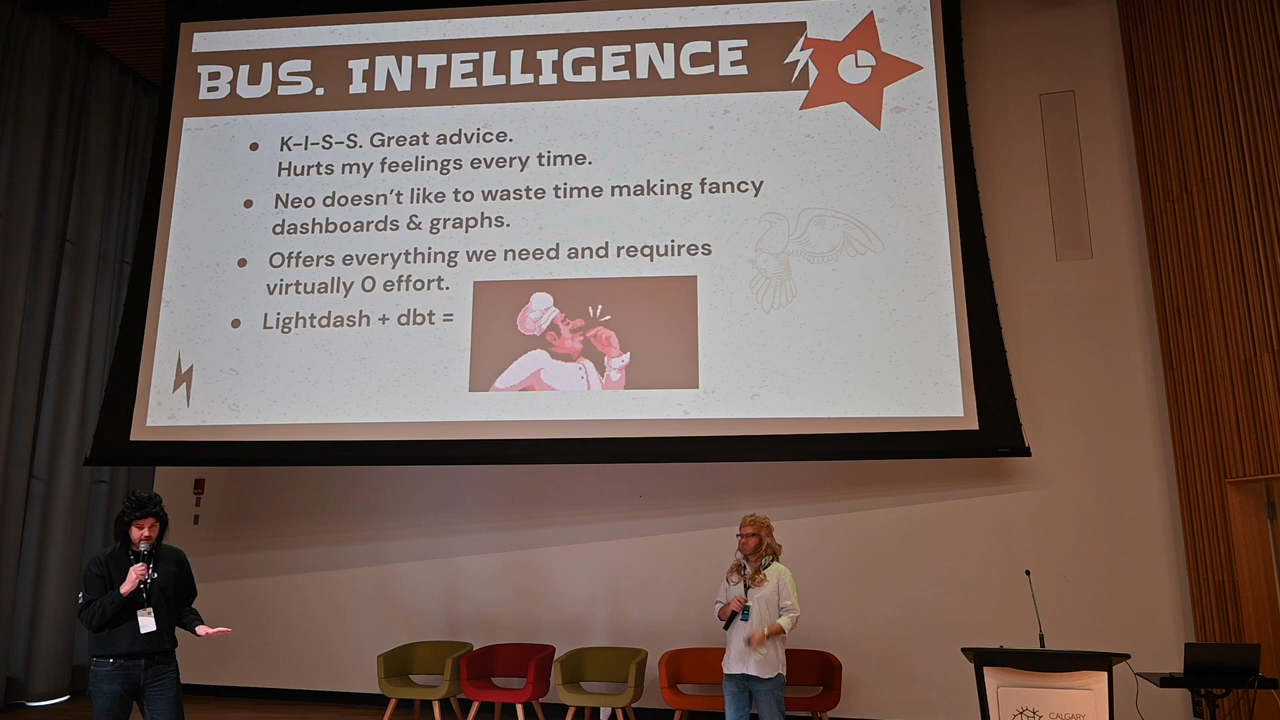 BUS. INTELLIGENCE
K-I-S-S. Great advice.
Hurts my feelings every time.
Neo doesn't like to waste time making fancy
dashboards & graphs.
Offers everything we need and requires
virtually 0 effort.
Lightdash + dbt =
CALGARY